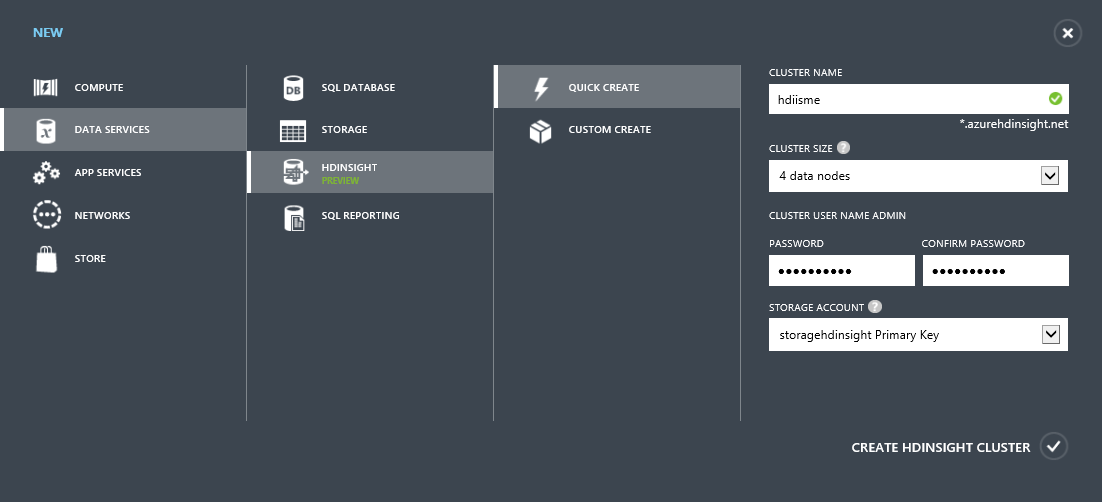 NEW
COMPUTE
DATA SERVICES
APP SERVICES
NETWORKS
STORE
DB
SQL DATABASE
STORAGE
HDINSIGHT
PREVIEW
SQL REPORTING
QUICK CREATE
CUSTOM CREATE
CLUSTER NAME
hdiisme
*.azurehdinsight.net
CLUSTER SIZE ?
4 data nodes
CLUSTER USER NAME ADMIN
PASSWORD CONFIRM PASSWORD
•••••••••• ••••••••••
STORAGE ACCOUNT ?
storagehdinsight Primary Key
CREATE HDINSIGHT CLUSTER